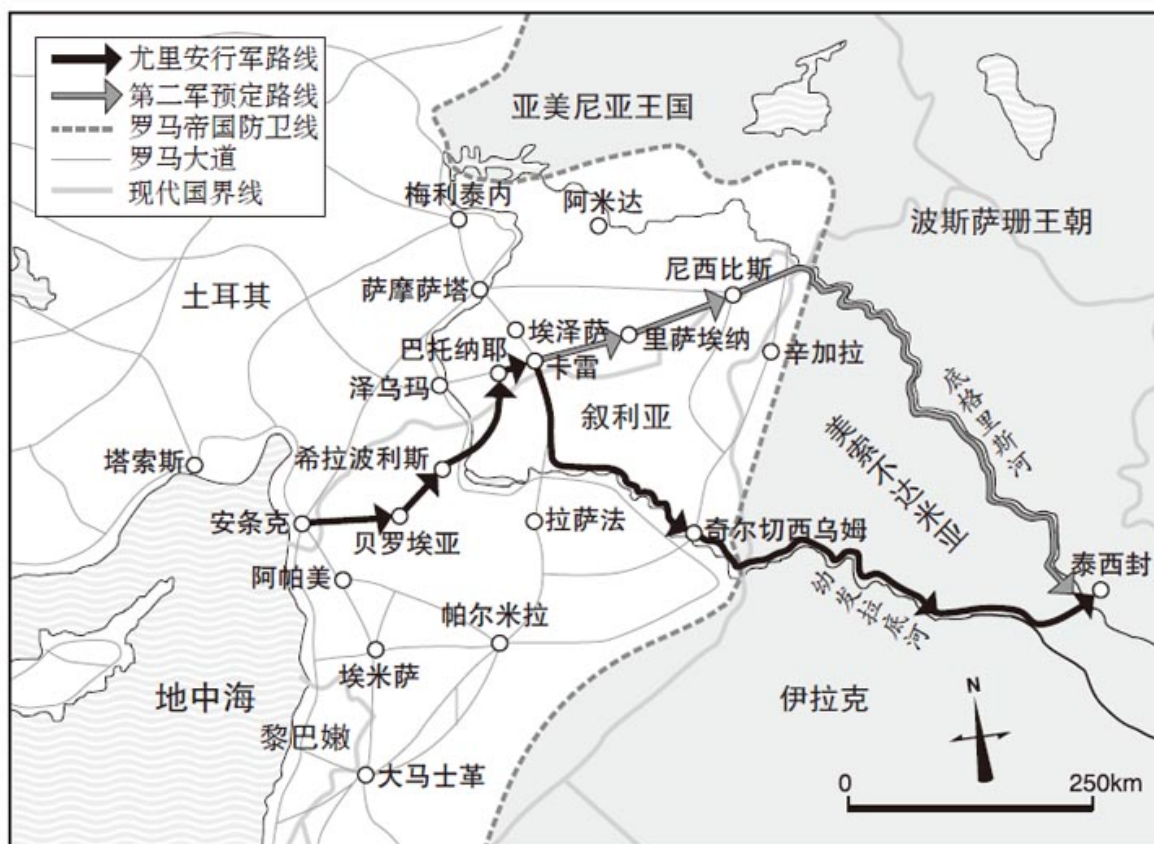 尤里安行军路线
第二军预定路线
罗马帝国防卫线
罗马大道
现代国界线
亚美尼亚王国
梅利泰内
阿米达
波斯萨珊王朝
尼西比斯
土耳其
萨摩萨塔
埃泽萨
里萨埃纳
巴托纳耶
卡雷
辛加拉
泽乌玛
底格里斯河
叙利亚
美索不达米亚
塔索斯
希拉波利斯
安条克
贝罗埃亚
拉萨法
奇尔切西乌姆
阿帕美
泰西封
幼发拉底河
帕尔米拉
埃米萨
地中海
伊拉克
N
黎巴嫩
大马士革
0
250km